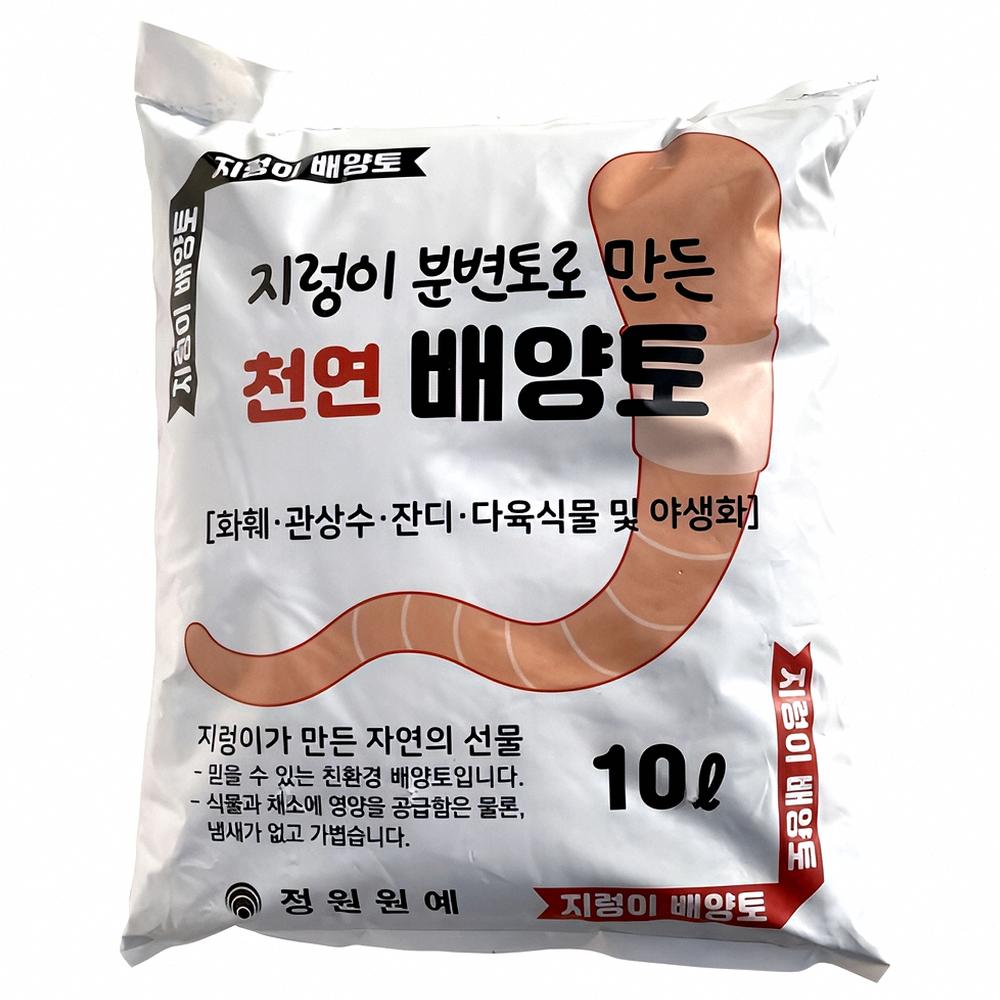 지렁이 배양토
지렁이 배양토
지렁이 분변토로 만든
천연 배양토
[화훼·관상수·잔디·다육식물 및 야생화]
지렁이가 만든 자연의 선물
- 믿을 수 있는 친환경 배양토입니다.
- 식물과 채소에 영양을 공급함은 물론,
냄새가 없고 가볍습니다.
10ℓ
지렁이 배양토
정원원예
지렁이 배양토